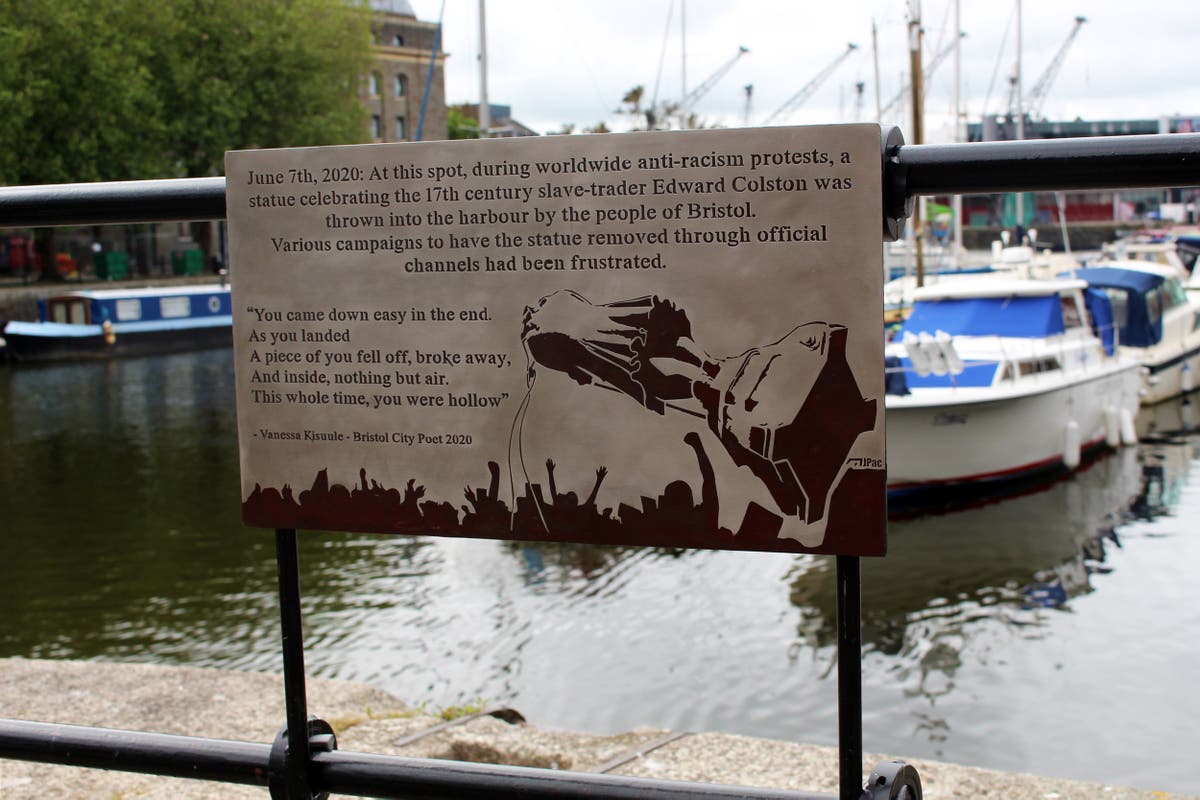 June 7th, 2020: At this spot, during worldwide anti-racism protests, a
statue celebrating the 17th century slave-trader Edward Colston was
thrown into the harbour by the people of Bristol.
Various campaigns to have the statue removed through official
channels had been frustrated.
“You came down easy in the end.
As you landed
A piece of you fell off, broke away,
And inside, nothing but air.
This whole time, you were hollow”
- Vanessa Kisuule - Bristol City Poet 2020
JPac